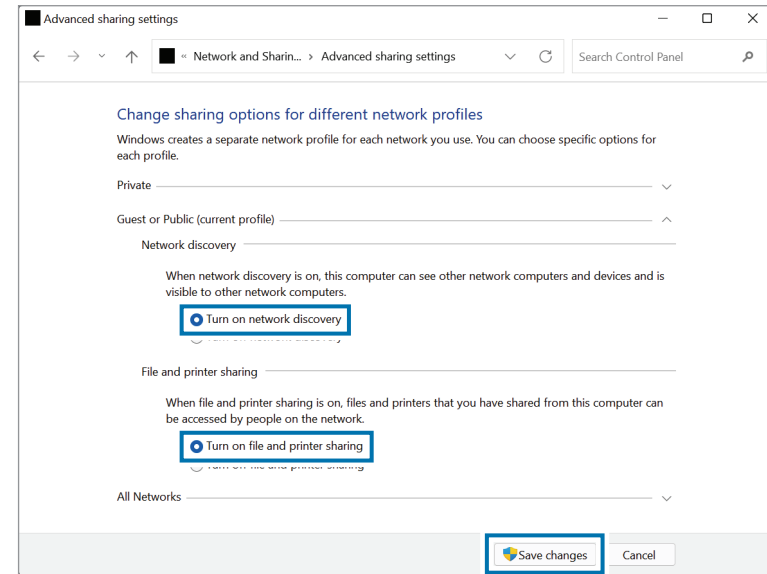 Advanced sharing settings
« Network and Sharin... › Advanced sharing settings
Search Control Panel
Change sharing options for different network profiles
Windows creates a separate network profile for each network you use. You can choose specific options for
each profile.
Private
Guest or Public (current profile)
Network discovery
When network discovery is on, this computer can see other network computers and devices and is
visible to other network computers.
Turn on network discovery
File and printer sharing
When file and printer sharing is on, files and printers that you have shared from this computer can
be accessed by people on the network.
Turn on file and printer sharing
All Networks
Save changes
Cancel